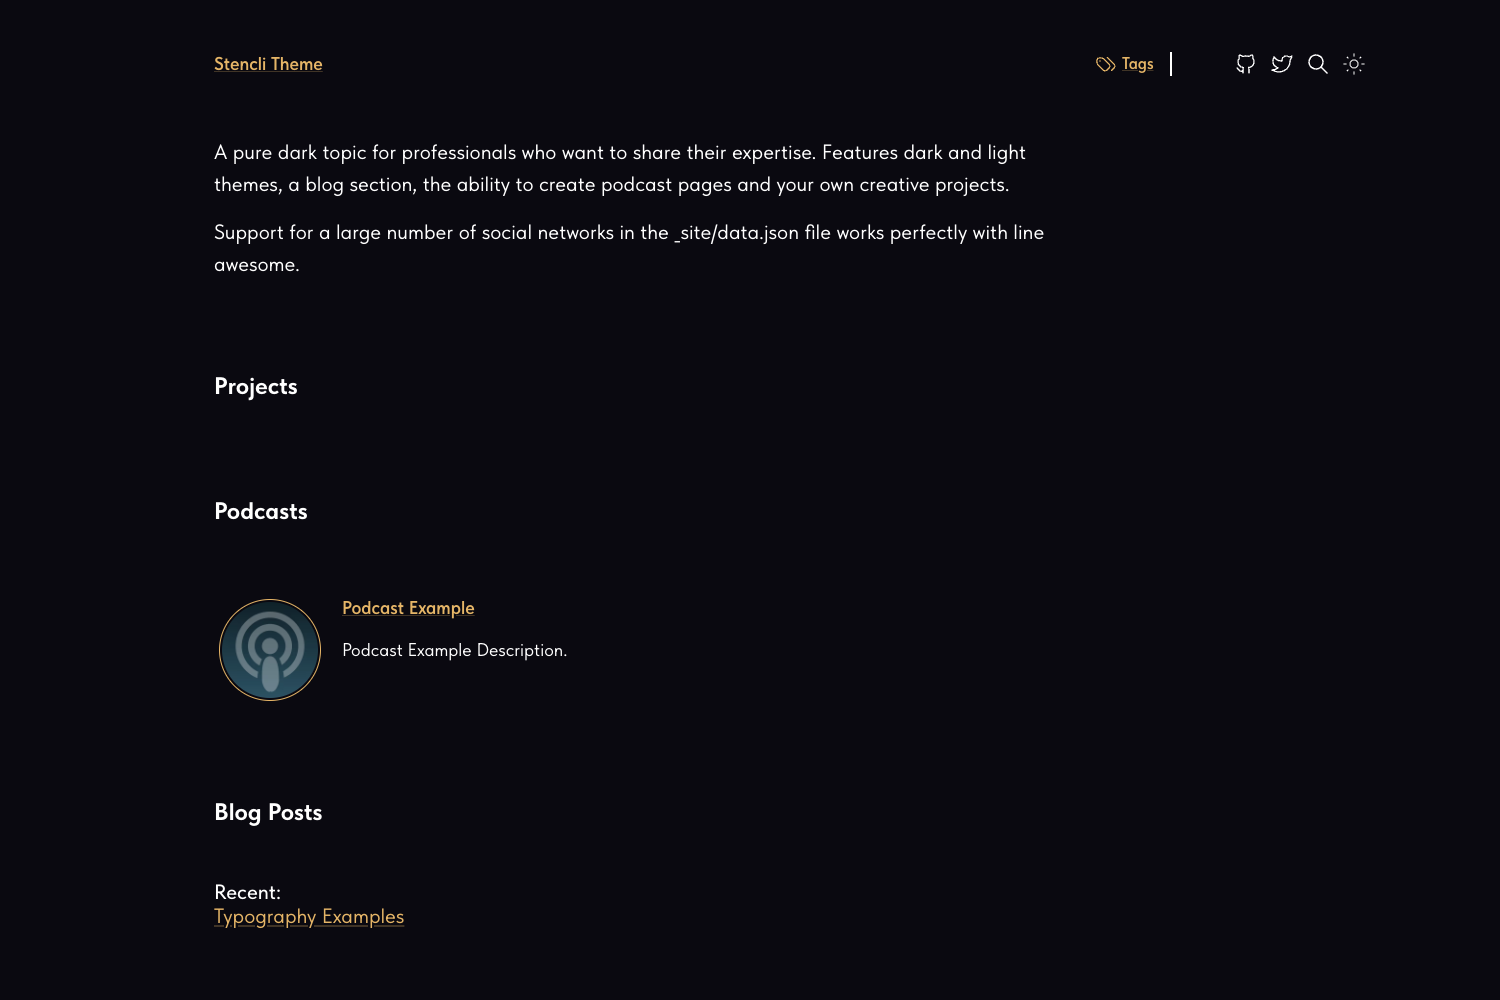 Stencli Theme
Tags
A pure dark topic for professionals who want to share their expertise. Features dark and light
themes, a blog section, the ability to create podcast pages and your own creative projects.
Support for a large number of social networks in the _site/data.json file works perfectly with line
awesome.
Projects
Podcasts
Podcast Example
Podcast Example Description.
Blog Posts
Recent:
Typography Examples